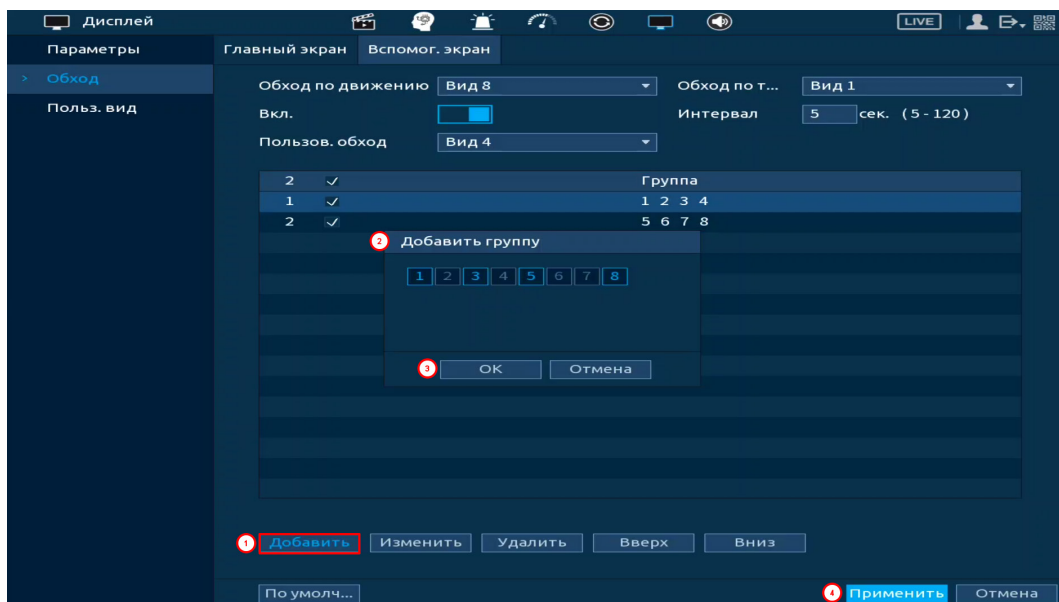 Дисплей LIVE
Параметры Главный экран Вспомог. экран
> Обход Обход по движению Вид 8 Обход по т... Вид 1
Польз. вид Вкл. Интервал 5 сек. (5-120)
Пользов. обход Вид 4
2 Группа
1 1 2 3 4
2 5 6 7 8
2 Добавить группу
1 2 3 4 5 6 7 8
3 OK Отмена
1 Добавить Изменить Удалить Вверх Вниз
По умолч... 4 Применить Отмена